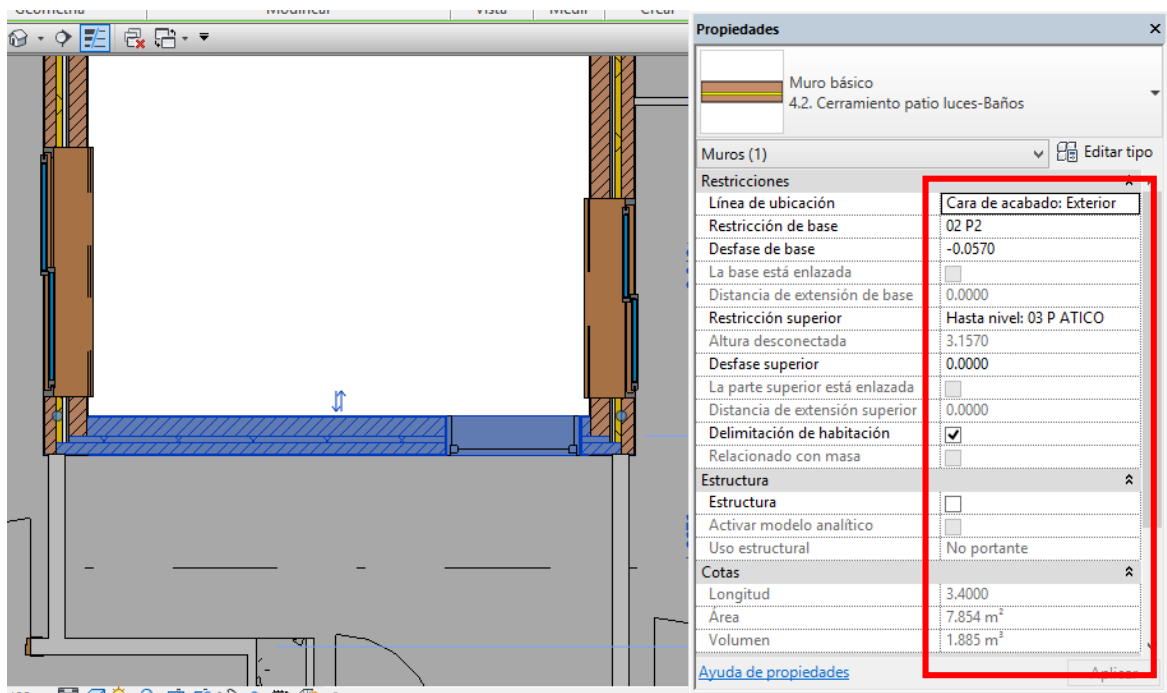 Geometría Modificar Vista Medir Crear
Propiedades
Muro básico
4.2. Cerramiento patio luces-Baños
Muros (1) Editar tipo
Restricciones
Línea de ubicación Cara de acabado: Exterior
Restricción de base 02 P2
Desfase de base -0.0570
La base está enlazada
Distancia de extensión de base 0.0000
Restricción superior Hasta nivel: 03 P ATICO
Altura desconectada 3.1570
Desfase superior 0.0000
La parte superior está enlazada
Distancia de extensión superior 0.0000
Delimitación de habitación
Relacionado con masa
Estructura
Estructura
Activar modelo analítico
Uso estructural No portante
Cotas
Longitud 3.4000
Área 7.854 m²
Volumen 1.885 m³
Ayuda de propiedades Aplicar